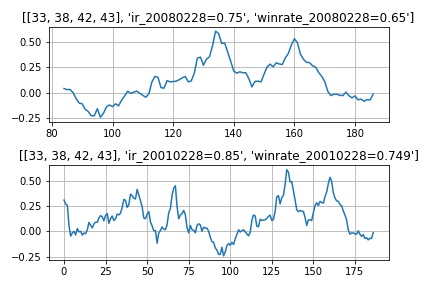 [[33, 38, 42, 43], 'ir_20080228=0.75', 'winrate_20080228=0.65']
0.50
0.25
0.00
−0.25
80 100 120 140 160 180
[[33, 38, 42, 43], 'ir_20010228=0.85', 'winrate_20010228=0.749']
0.50
0.25
0.00
−0.25
0 25 50 75 100 125 150 175